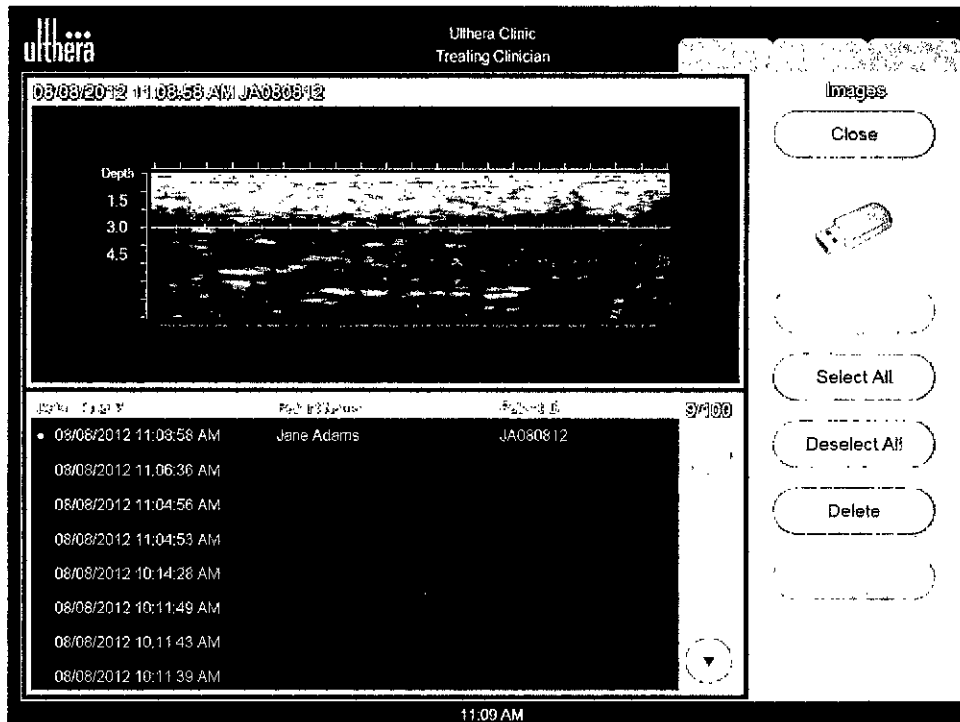 ulthera
Ulthera Clinic
Treating Clinician
08/08/2012 11:08:58 AM JA080812
Images
Close
Depth
1.5
3.0
4.5
Select All
Deselect All
Delete
9/100
08/08/2012 11:08:58 AM Jane Adams JA080812
08/08/2012 11:06:36 AM
08/08/2012 11:04:56 AM
08/08/2012 11:04:53 AM
08/08/2012 10:14:28 AM
08/08/2012 10:11:49 AM
08/08/2012 10:11:43 AM
08/08/2012 10:11:39 AM
11:09 AM